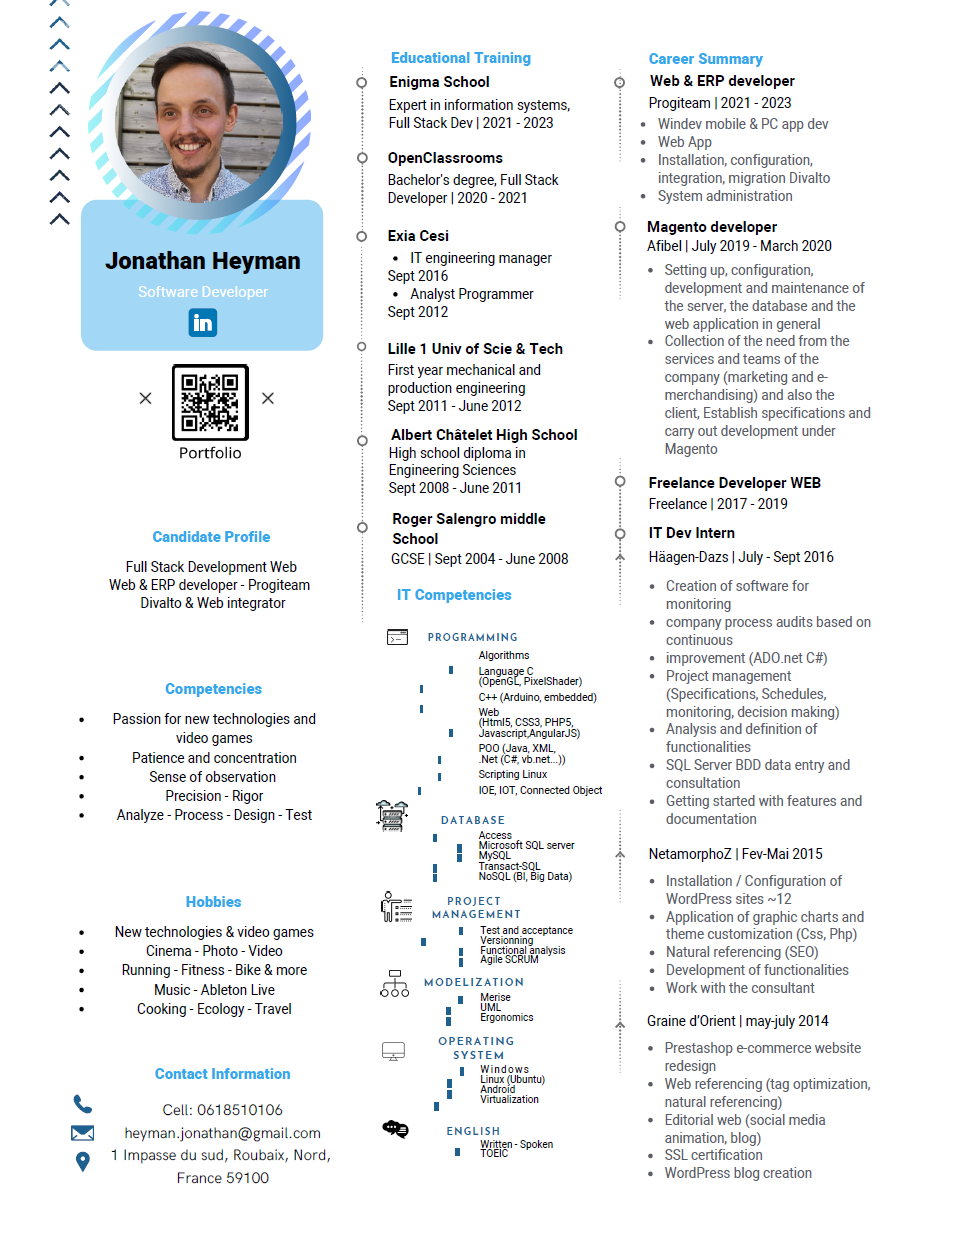 Jonathan Heyman
Software Developer
in
Portfolio
Candidate Profile
Full Stack Development Web
Web & ERP developer - Progiteam
Divalto & Web integrator
Competencies
Passion for new technologies and
video games
Patience and concentration
Sense of observation
Precision - Rigor
Analyze - Process - Design - Test
Hobbies
New technologies & video games
Cinema - Photo - Video
Running - Fitness - Bike & more
Music - Ableton Live
Cooking - Ecology - Travel
Contact Information
Cell: 0618510106
heyman.jonathan@gmail.com
1 Impasse du sud, Roubaix, Nord,
France 59100
Educational Training
Enigma School
Expert in information systems,
Full Stack Dev | 2021 - 2023
OpenClassrooms
Bachelor's degree, Full Stack
Developer | 2020 - 2021
Exia Cesi
• IT engineering manager
Sept 2016
• Analyst Programmer
Sept 2012
Lille 1 Univ of Scie & Tech
First year mechanical and
production engineering
Sept 2011 - June 2012
Albert Châtelet High School
High school diploma in
Engineering Sciences
Sept 2008 - June 2011
Roger Salengro middle
School
GCSE | Sept 2004 - June 2008
IT Competencies
PROGRAMMING
Algorithms
Language C
(OpenGL, PixelShader)
C++ (Arduino, embedded)
Web
(Html5, CSS3, PHP5,
Javascript,AngularJS)
POO (Java, XML,
.Net (C#, vb.net...))
Scripting Linux
IOE, IOT, Connected Object
DATABASE
Access
Microsoft SQL server
MySQL
Transact-SQL
NoSQL (BI, Big Data)
PROJECT
MANAGEMENT
Test and acceptance
Versionning
Functional analysis
Agile SCRUM
MODELIZATION
Merise
UML
Ergonomics
OPERATING
SYSTEM
Windows
Linux (Ubuntu)
Android
Virtualization
ENGLISH
Written - Spoken
TOEIC
Career Summary
Web & ERP developer
Progiteam | 2021 - 2023
• Windev mobile & PC app dev
• Web App
• Installation, configuration,
integration, migration Divalto
• System administration
Magento developer
Afibel | July 2019 - March 2020
• Setting up, configuration,
development and maintenance of
the server, the database and the
web application in general
• Collection of the need from the
services and teams of the
company (marketing and e-
merchandising) and also the
client, Establish specifications and
carry out development under
Magento
Freelance Developer WEB
Freelance | 2017 - 2019
IT Dev Intern
Häagen-Dazs | July - Sept 2016
• Creation of software for
monitoring
• company process audits based on
continuous
• improvement (ADO.net C#)
• Project management
(Specifications, Schedules,
monitoring, decision making)
• Analysis and definition of
functionalities
• SQL Server BDD data entry and
consultation
• Getting started with features and
documentation
NetamorphoZ | Fev-Mai 2015
• Installation / Configuration of
WordPress sites ~12
• Application of graphic charts and
theme customization (Css, Php)
• Natural referencing (SEO)
• Development of functionalities
• Work with the consultant
Graine d'Orient | may-july 2014
• Prestashop e-commerce website
redesign
• Web referencing (tag optimization,
natural referencing)
• Editorial web (social media
animation, blog)
• SSL certification
• WordPress blog creation